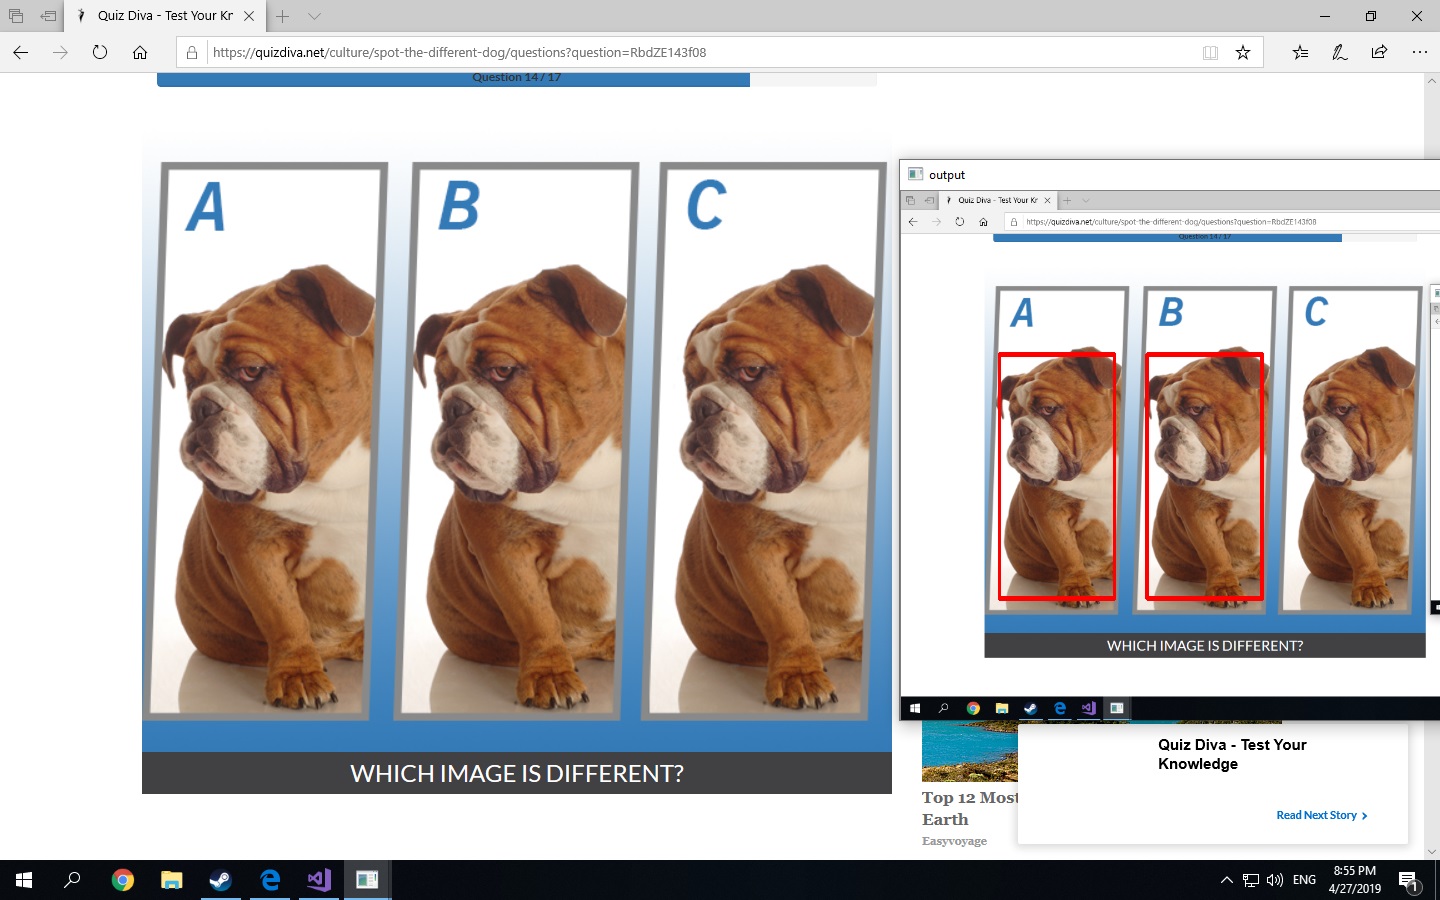 Quiz Diva - Test Your Kr
https://quizdiva.net/culture/spot-the-different-dog/questions?question=RbdZE143f08
Question 14 / 17
A
B
C
WHICH IMAGE IS DIFFERENT?
output
Quiz Diva - Test Your Kr
https://quizdiva.net/culture/spot-the-different-dog/questions?question=RbdZE143f08
Question 14 / 17
A
B
C
WHICH IMAGE IS DIFFERENT?
Top 12 Most
Earth
Easyvoyage
Quiz Diva - Test Your
Knowledge
Read Next Story
ENG
8:55 PM
4/27/2019
1